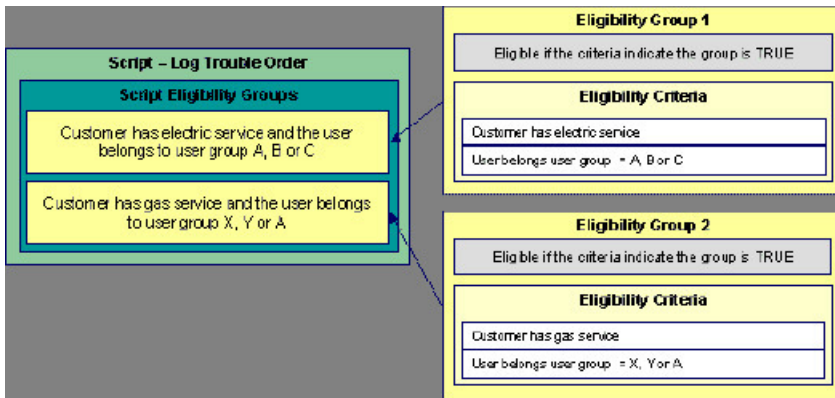 Script – Log Trouble Order
Script Eligibility Groups
Customer has electric service and the user
belongs to user group A, B or C
Customer has gas service and the user belongs
to user group X, Y or A
Eligibility Group 1
Eligible if the criteria indicate the group is TRUE
Eligibility Criteria
Customer has electric service
User belongs user group = A, B or C
Eligibility Group 2
Eligible if the criteria indicate the group is TRUE
Eligibility Criteria
Customer has gas service
User belongs user group = X, Y or A